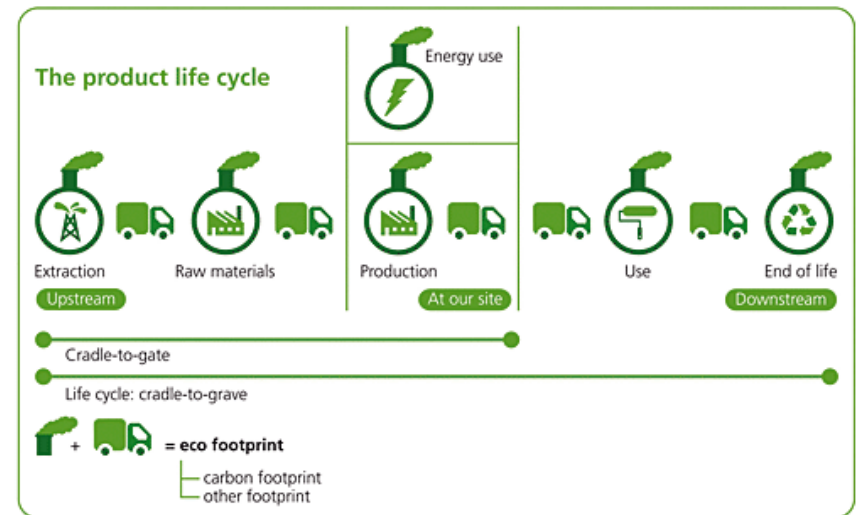 The product life cycle
Energy use
Extraction
Raw materials
Production
Use
End of life
Upstream
At our site
Downstream
Cradle-to-gate
Life cycle: cradle-to-grave
+ = eco footprint
carbon footprint
other footprint